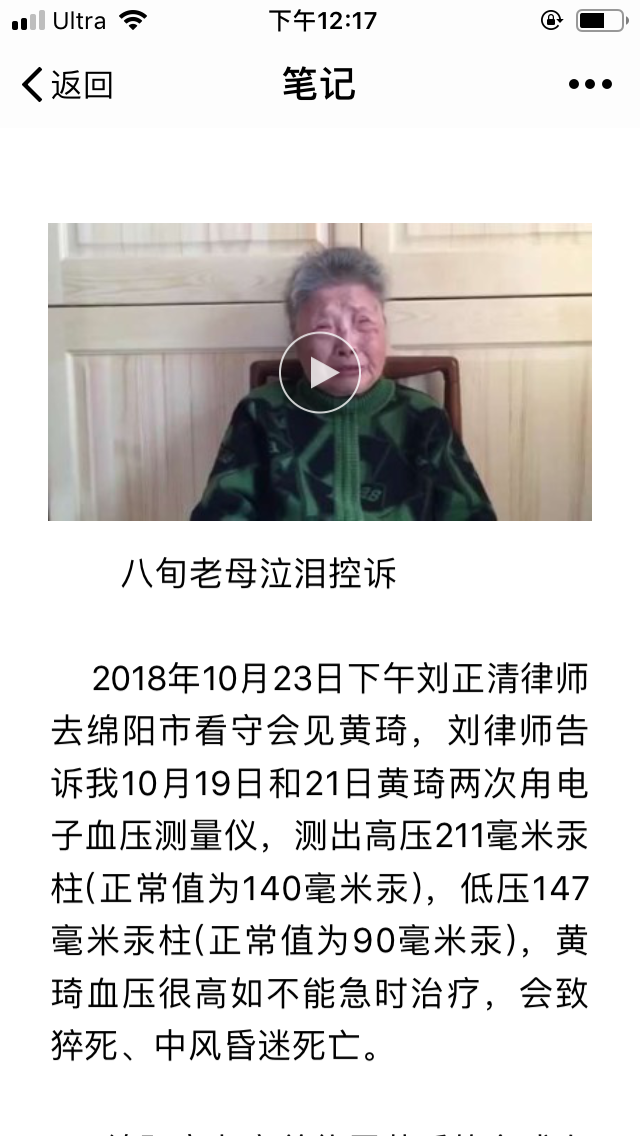 Ultra 下午12:17
返回 笔记
八旬老母泣泪控诉
2018年10月23日下午刘正清律师
去绵阳市看守会见黄琦，刘律师告
诉我10月19日和21日黄琦两次甪电
子血压测量仪，测出高压211毫米汞
柱(正常值为140毫米汞)，低压147
毫米汞柱(正常值为90毫米汞)，黄
琦血压很高如不能急时治疗，会致
猝死、中风昏迷死亡。